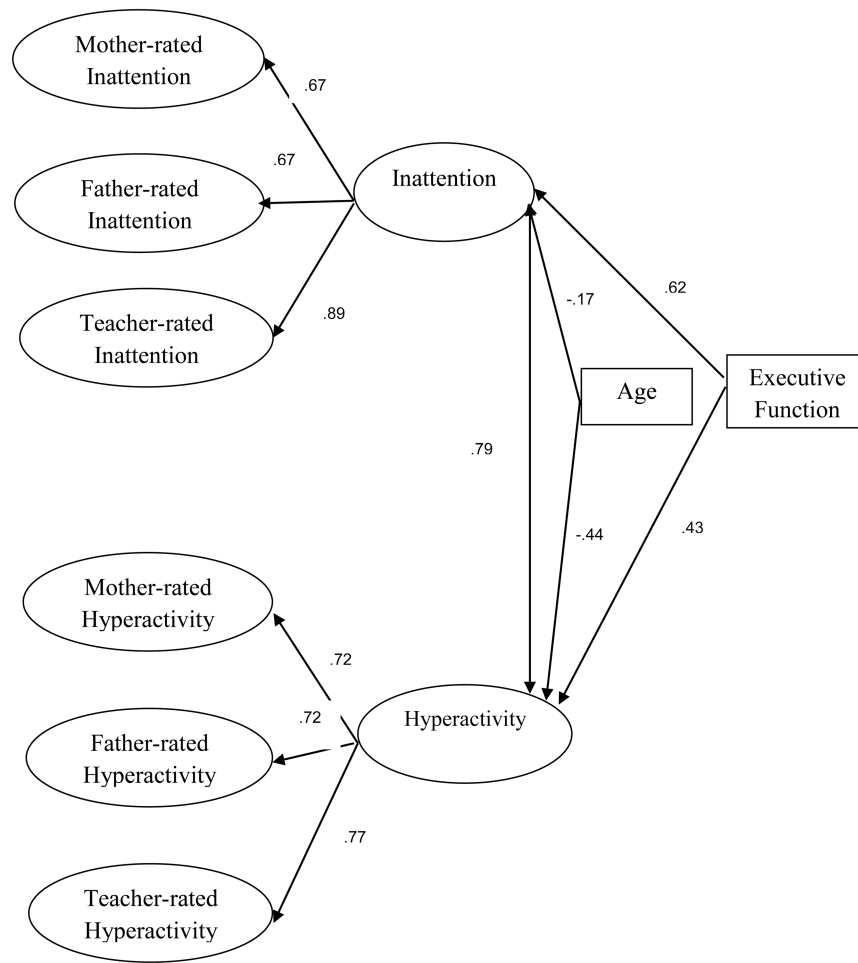 Mother-rated
Inattention
.67
.67
Father-rated
Inattention
Inattention
Teacher-rated
Inattention
.89
-.17
.62
Age
Executive
Function
.79
-.44
.43
Mother-rated
Hyperactivity
.72
.72
Father-rated
Hyperactivity
Hyperactivity
.77
Teacher-rated
Hyperactivity